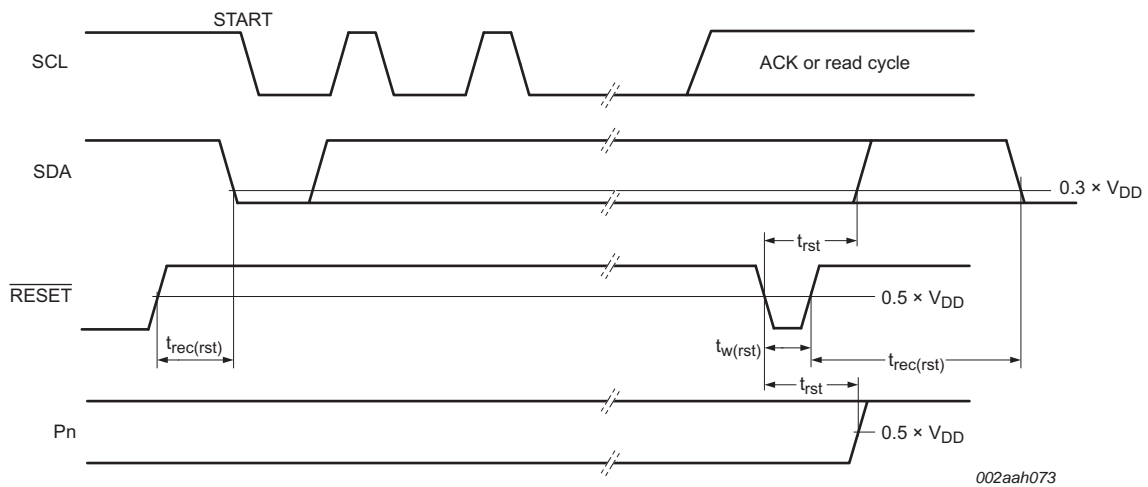 START
SCL
ACK or read cycle
SDA
0.3 × VDD
trst
RESET
0.5 × VDD
trec(rst)
tw(rst)
trec(rst)
trst
Pn
0.5 × VDD
002aah073